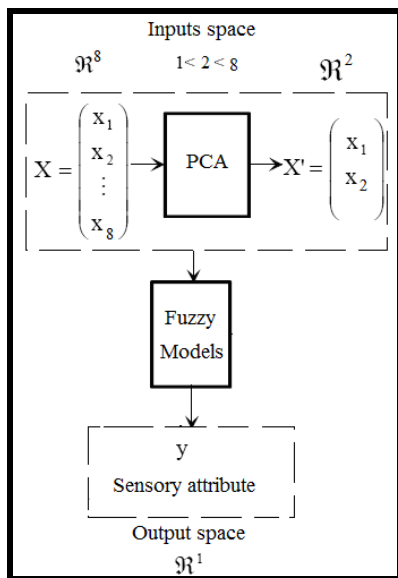 Inputs space
ℜ⁸ 1< 2 < 8 ℜ²
X = (x₁ x₂ ⋮ x₈) PCA X' = (x₁ x₂)
Fuzzy
Models
y
Sensory attribute
Output space
ℜ¹